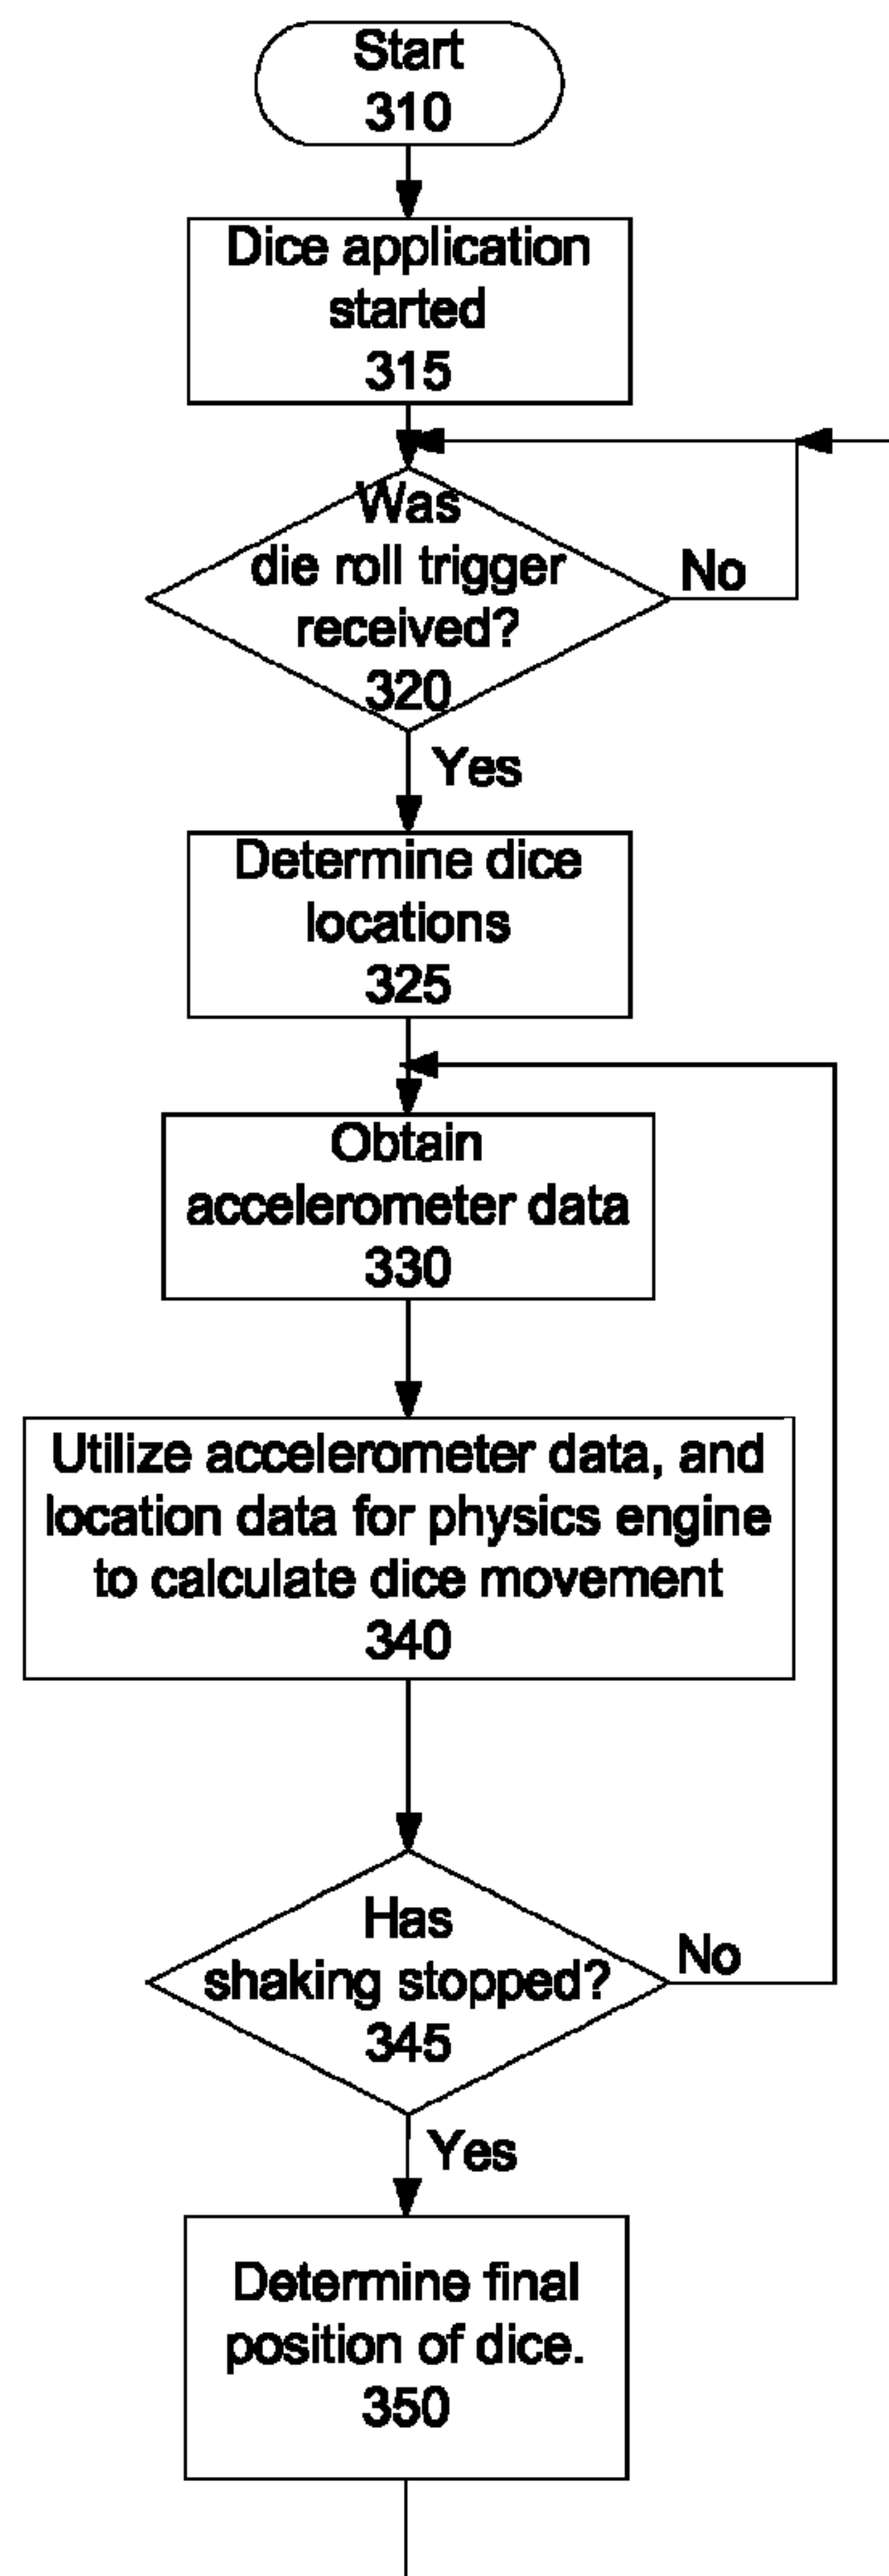 Start
310
Dice application
started
315
Was
die roll trigger
received?
320
No
Yes
Determine dice
locations
325
Obtain
accelerometer data
330
Utilize accelerometer data, and
location data for physics engine
to calculate dice movement
340
Has
shaking stopped?
345
No
Yes
Determine final
position of dice.
350